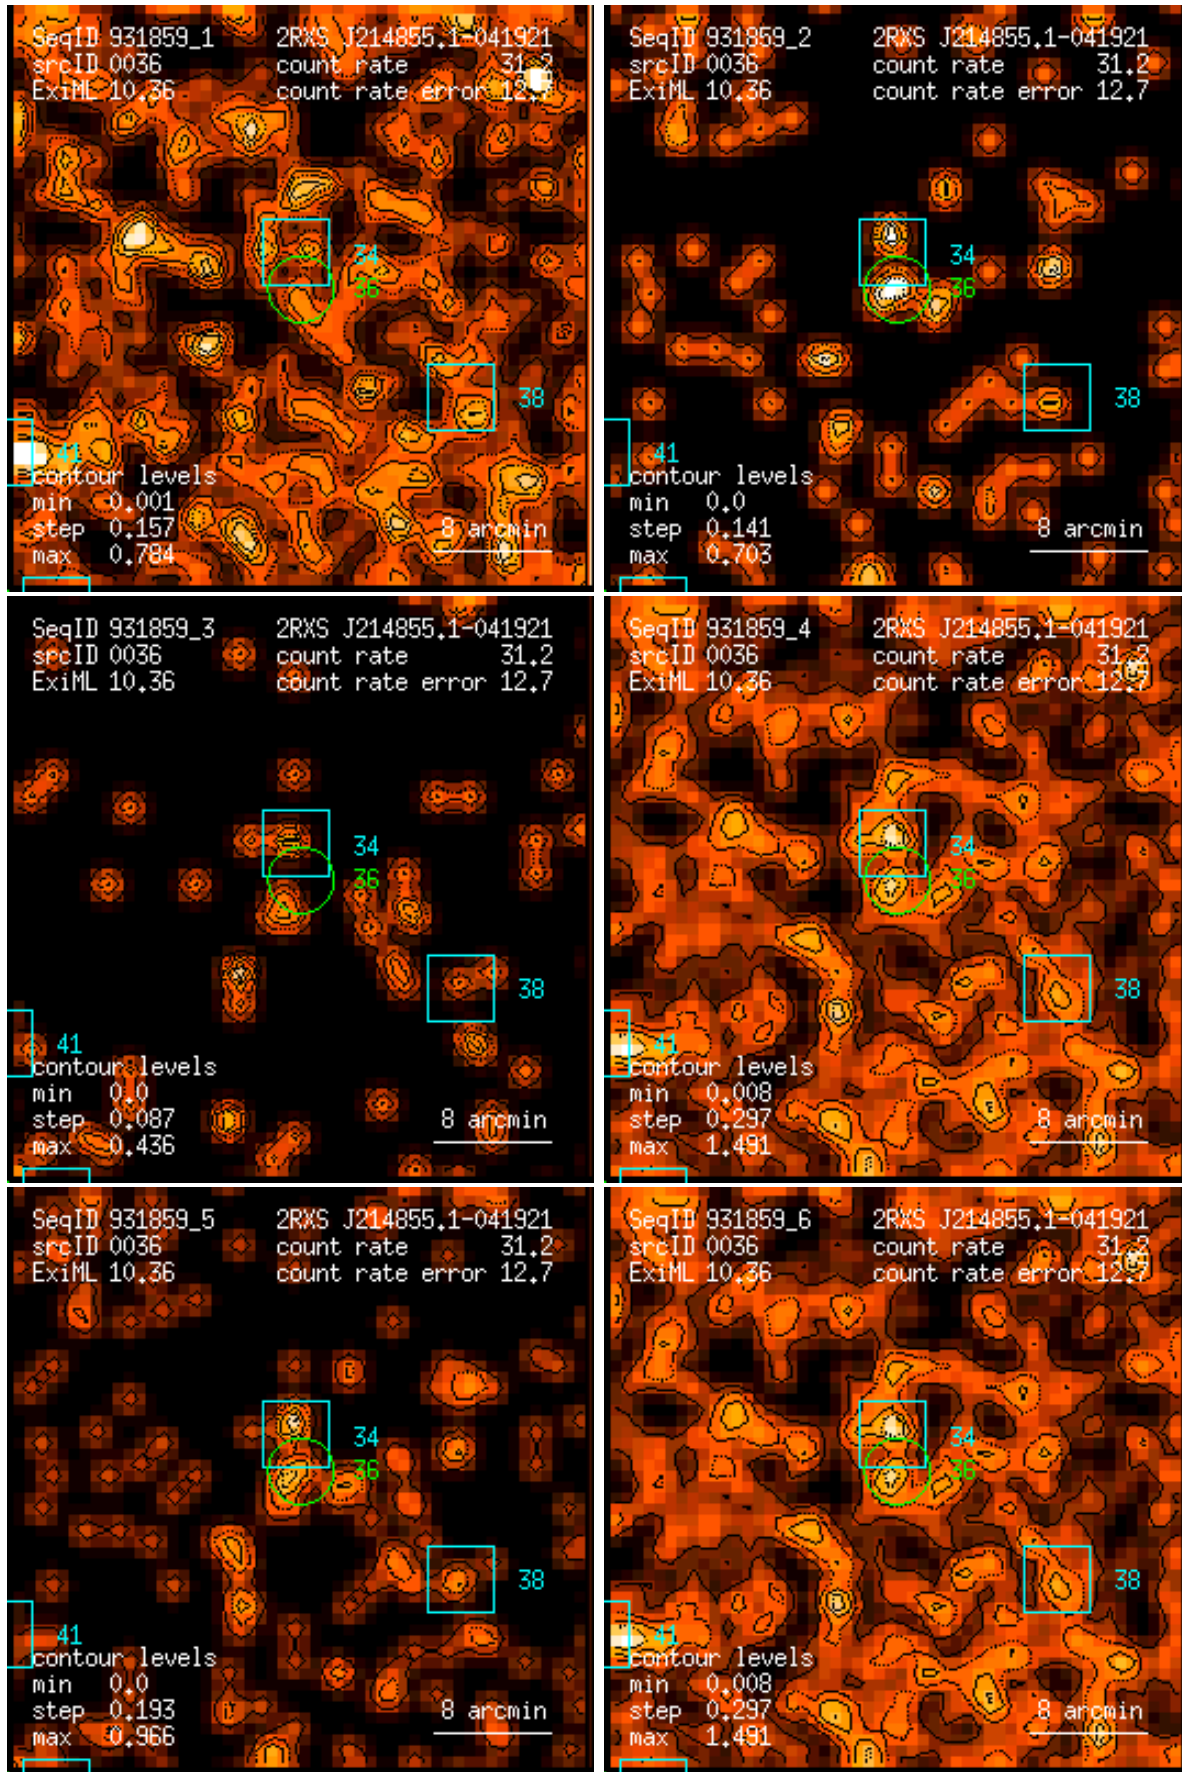 SeqID 931859_1 2RXS J214855.1-041921
srcID 0036 count rate 31.2
ExiML 10.36 count rate error 12.7
34
36
38
41
contour levels
min 0.001
step 0.157 8 arcmin
max 0.784
SeqID 931859_2 2RXS J214855.1-041921
srcID 0036 count rate 31.2
ExiML 10.36 count rate error 12.7
34
36
38
41
contour levels
min 0.0
step 0.141 8 arcmin
max 0.703
SeqID 931859_3 2RXS J214855.1-041921
srcID 0036 count rate 31.2
ExiML 10.36 count rate error 12.7
34
36
38
41
contour levels
min 0.0
step 0.087 8 arcmin
max 0.436
SeqID 931859_4 2RXS J214855.1-041921
srcID 0036 count rate 31.2
ExiML 10.36 count rate error 12.7
34
36
38
41
contour levels
min 0.008
step 0.297 8 arcmin
max 1.491
SeqID 931859_5 2RXS J214855.1-041921
srcID 0036 count rate 31.2
ExiML 10.36 count rate error 12.7
34
36
38
41
contour levels
min 0.0
step 0.193 8 arcmin
max 0.966
SeqID 931859_6 2RXS J214855.1-041921
srcID 0036 count rate 31.2
ExiML 10.36 count rate error 12.7
34
36
38
41
contour levels
min 0.008
step 0.297 8 arcmin
max 1.491